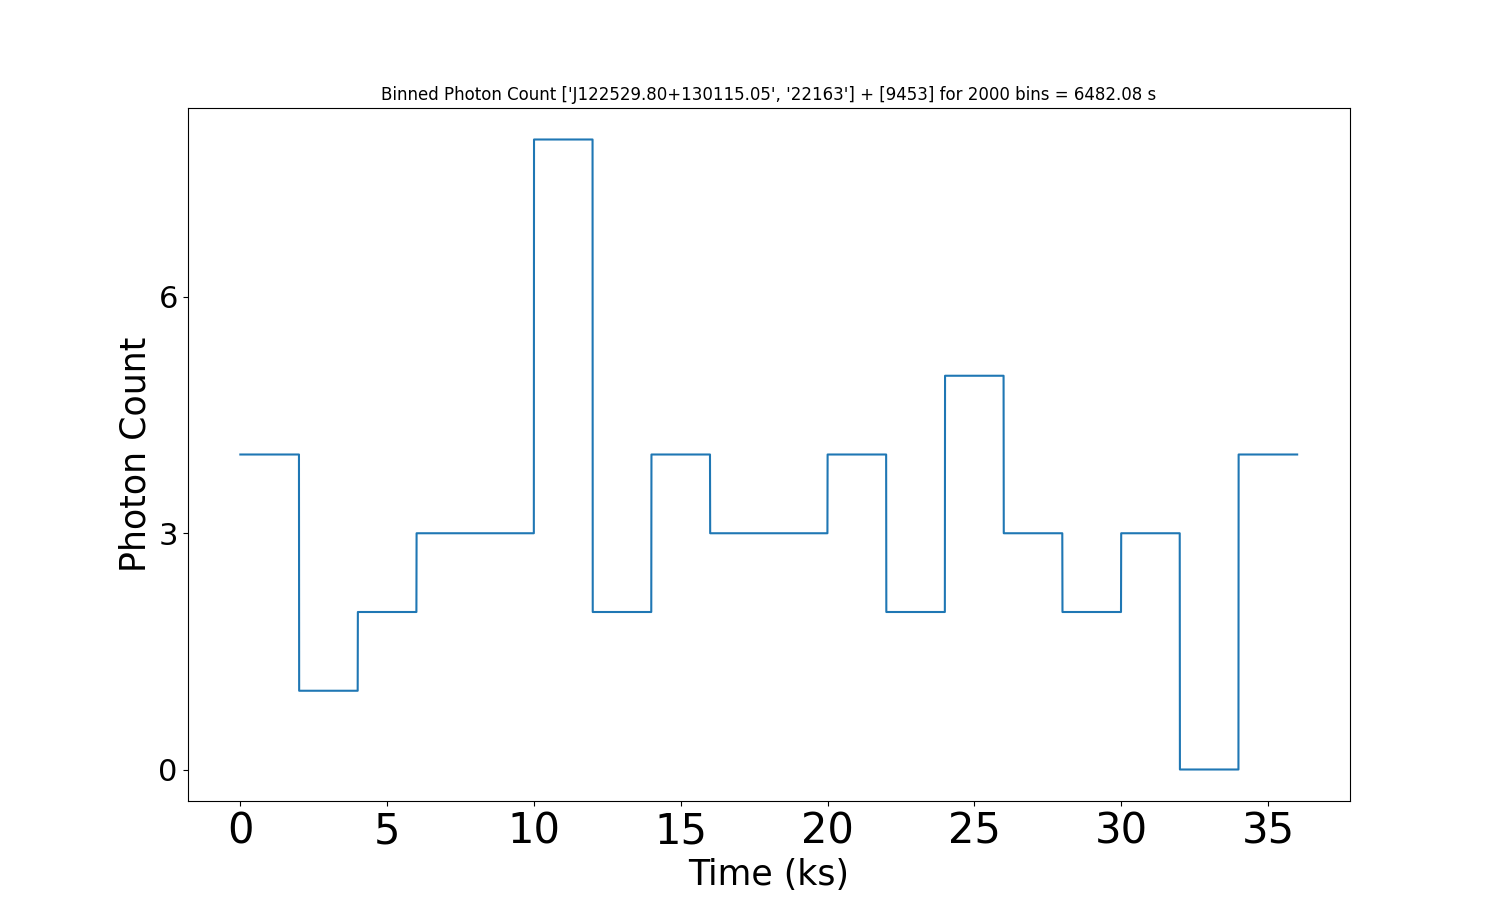 Binned Photon Count ['J122529.80+130115.05', '22163'] + [9453] for 2000 bins = 6482.08 s
6
3
0
Photon Count
0 5 10 15 20 25 30 35
Time (ks)